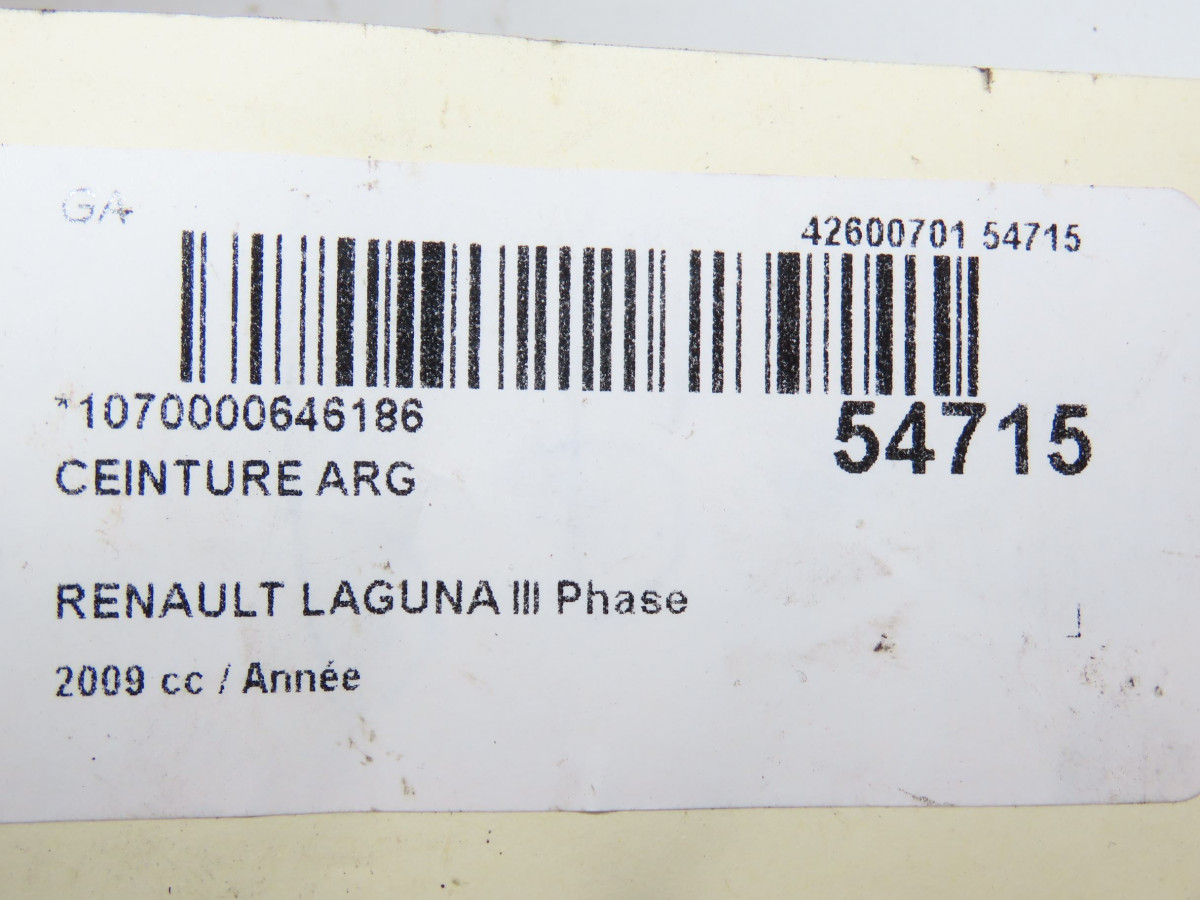 GA
42600701 54715
*1070000646186
54715
CEINTURE ARG
RENAULT LAGUNA III Phase
2009 cc / Année